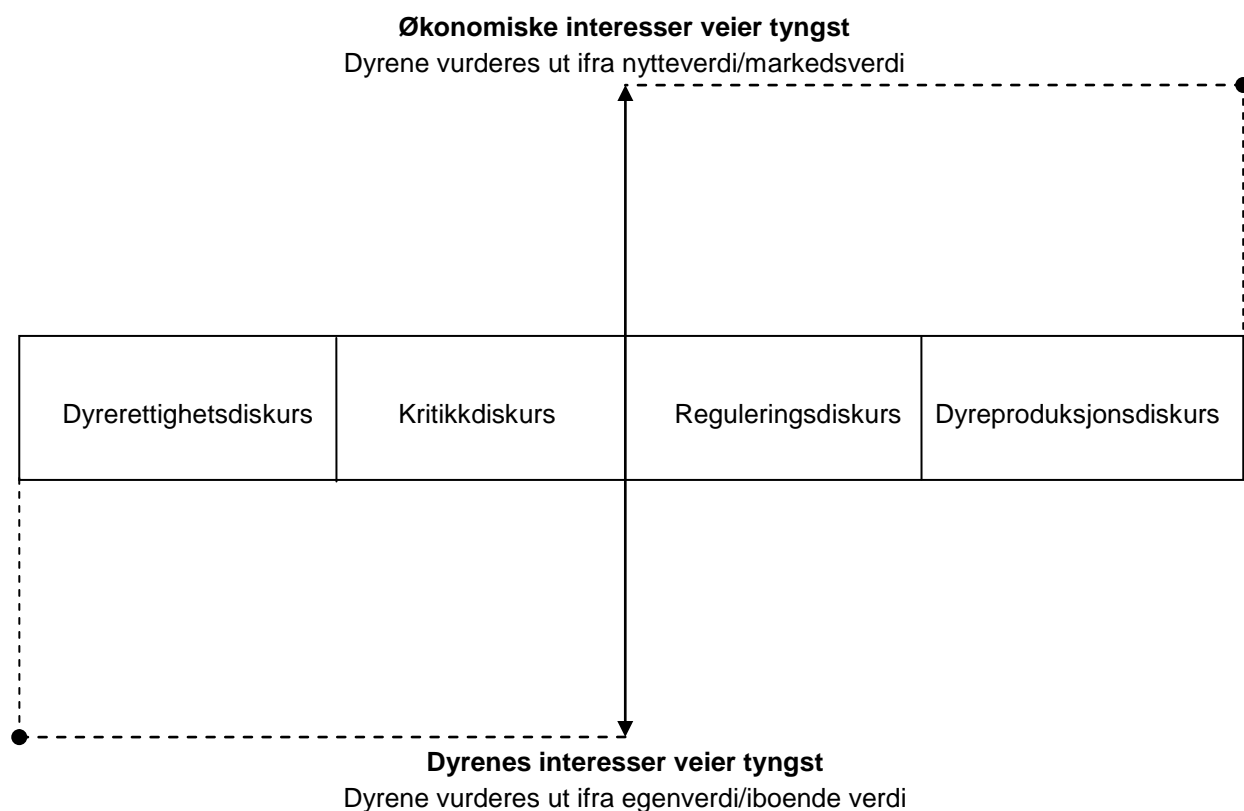 Økonomiske interesser veier tyngst
Dyrene vurderes ut ifra nytteverdi/markedsverdi
Dyrerettighetsdiskurs
Kritikkdiskurs
Reguleringsdiskurs
Dyreproduksjonsdiskurs
Dyrenes interesser veier tyngst
Dyrene vurderes ut ifra egenverdi/iboende verdi